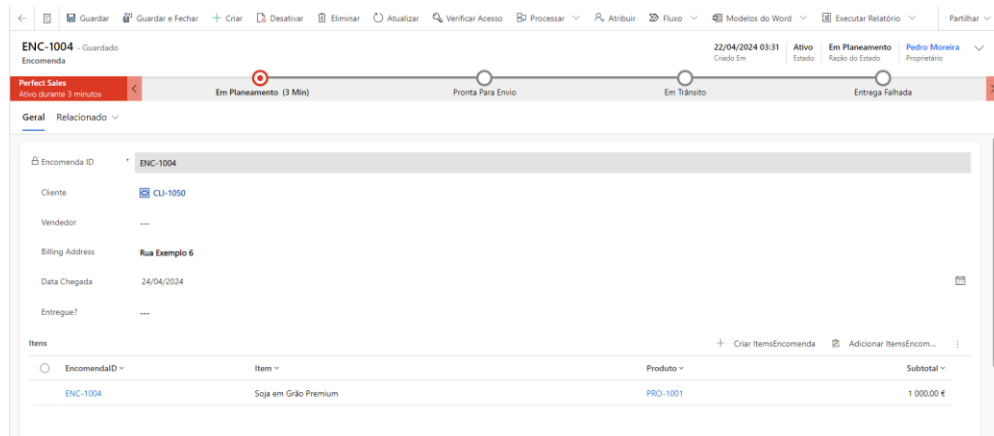 Guardar Guardar e Fechar Criar Desativar Eliminar Atualizar Verificar Acesso Processar Atribuir Fluxo Modelos do Word Executar Relatório Partilhar
ENC-1004 - Guardado
Encomenda
22/04/2024 03:31 Ativo Em Planeamento Pedro Moreira
Criado Em Estado Razão do Estado Proprietário
Perfect Sales
Ativo durante 3 minutos
Em Planeamento (3 Min) Pronta Para Envio Em Trânsito Entrega Falhada
Geral Relacionado
Encomenda ID * ENC-1004
Cliente CLI-1050
Vendedor ---
Billing Address Rua Exemplo 6
Data Chegada 24/04/2024
Entregue? ---
Itens
Criar ItemsEncomenda Adicionar ItemsEncom...
EncomendaID Item Produto Subtotal
ENC-1004 Soja em Grão Premium PRO-1001 1 000,00 €